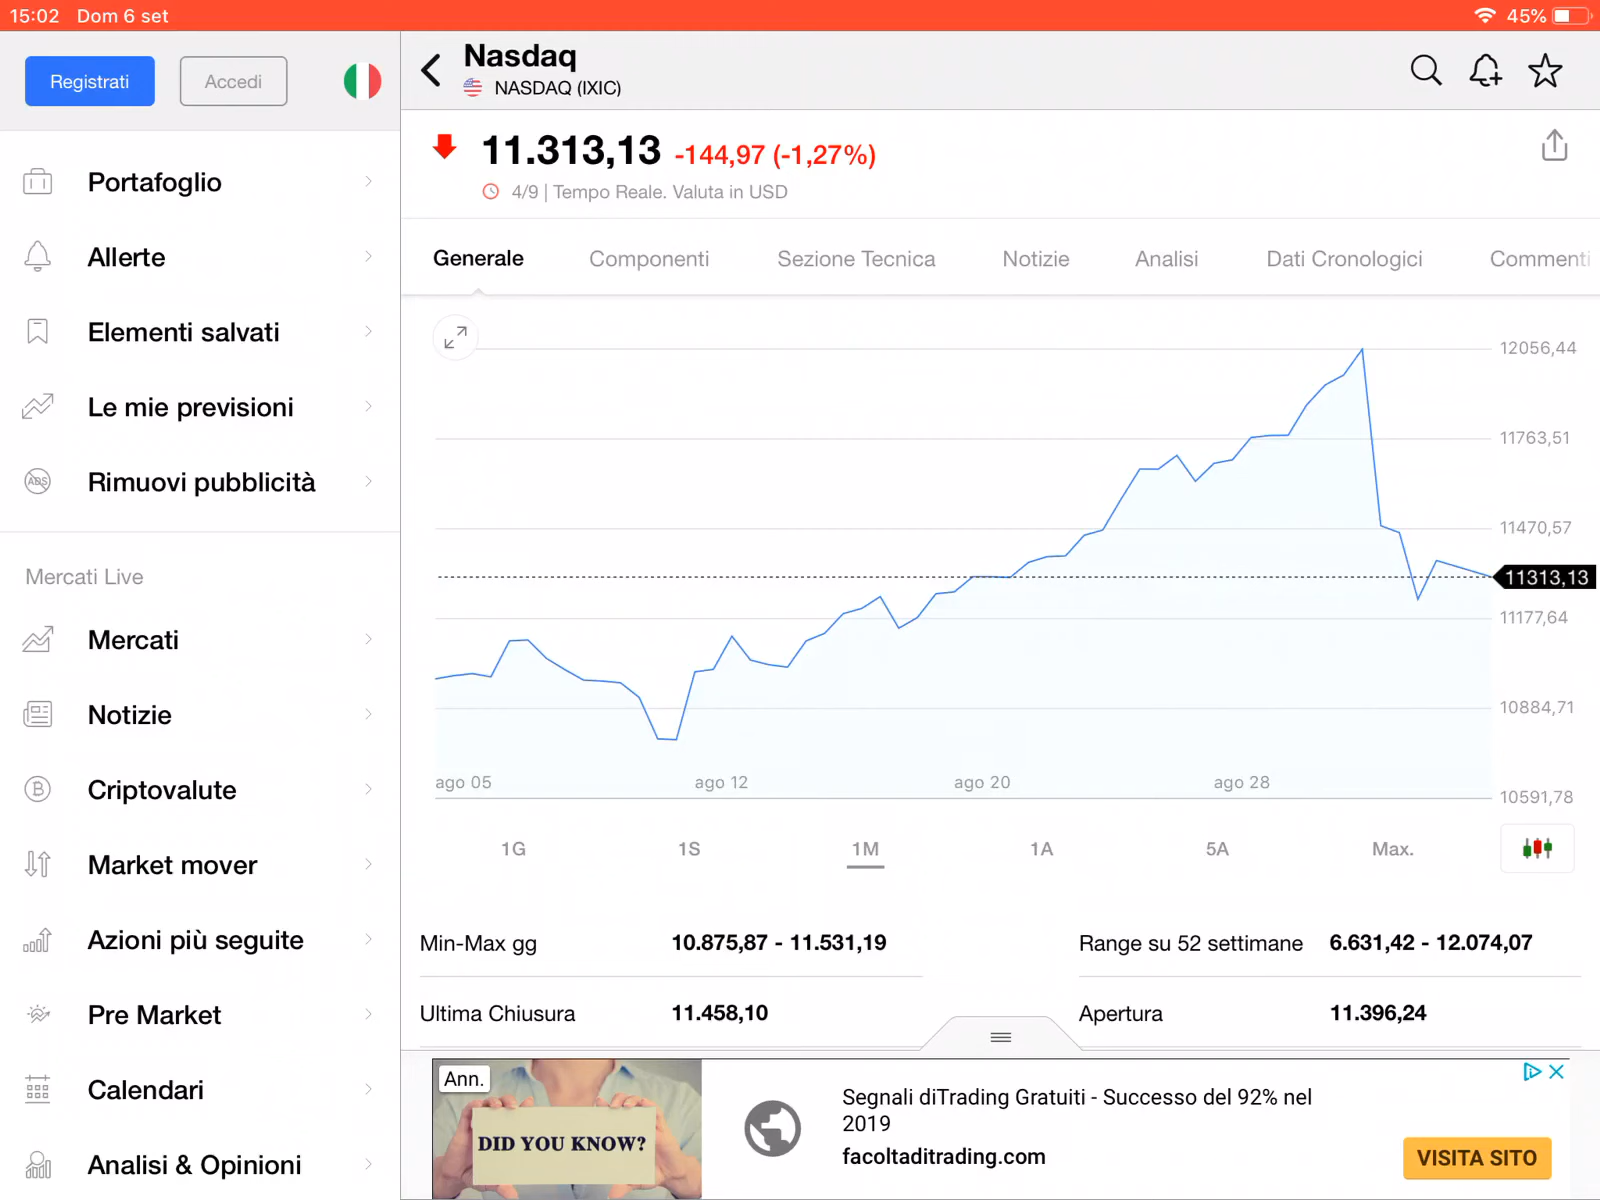 15:02 Dom 6 set
45%
Registrati
Accedi
Portafoglio
Allerte
Elementi salvati
Le mie previsioni
ADS
Rimuovi pubblicità
Mercati Live
Mercati
Notizie
Criptovalute
Market mover
Azioni più seguite
Pre Market
Calendari
Analisi & Opinioni
Nasdaq
NASDAQ (IXIC)
11.313,13 -144,97 (-1,27%)
4/9 | Tempo Reale. Valuta in USD
Generale Componenti Sezione Tecnica Notizie Analisi Dati Cronologici Commenti
12056,44
11763,51
11470,57
11313,13
11177,64
10884,71
10591,78
ago 05 ago 12 ago 20 ago 28
1G 1S 1M 1A 5A Max.
Min-Max gg 10.875,87 - 11.531,19
Range su 52 settimane 6.631,42 - 12.074,07
Ultima Chiusura 11.458,10
Apertura 11.396,24
Ann.
DID YOU KNOW?
Segnali diTrading Gratuiti - Successo del 92% nel
2019
facoltaditrading.com
VISITA SITO